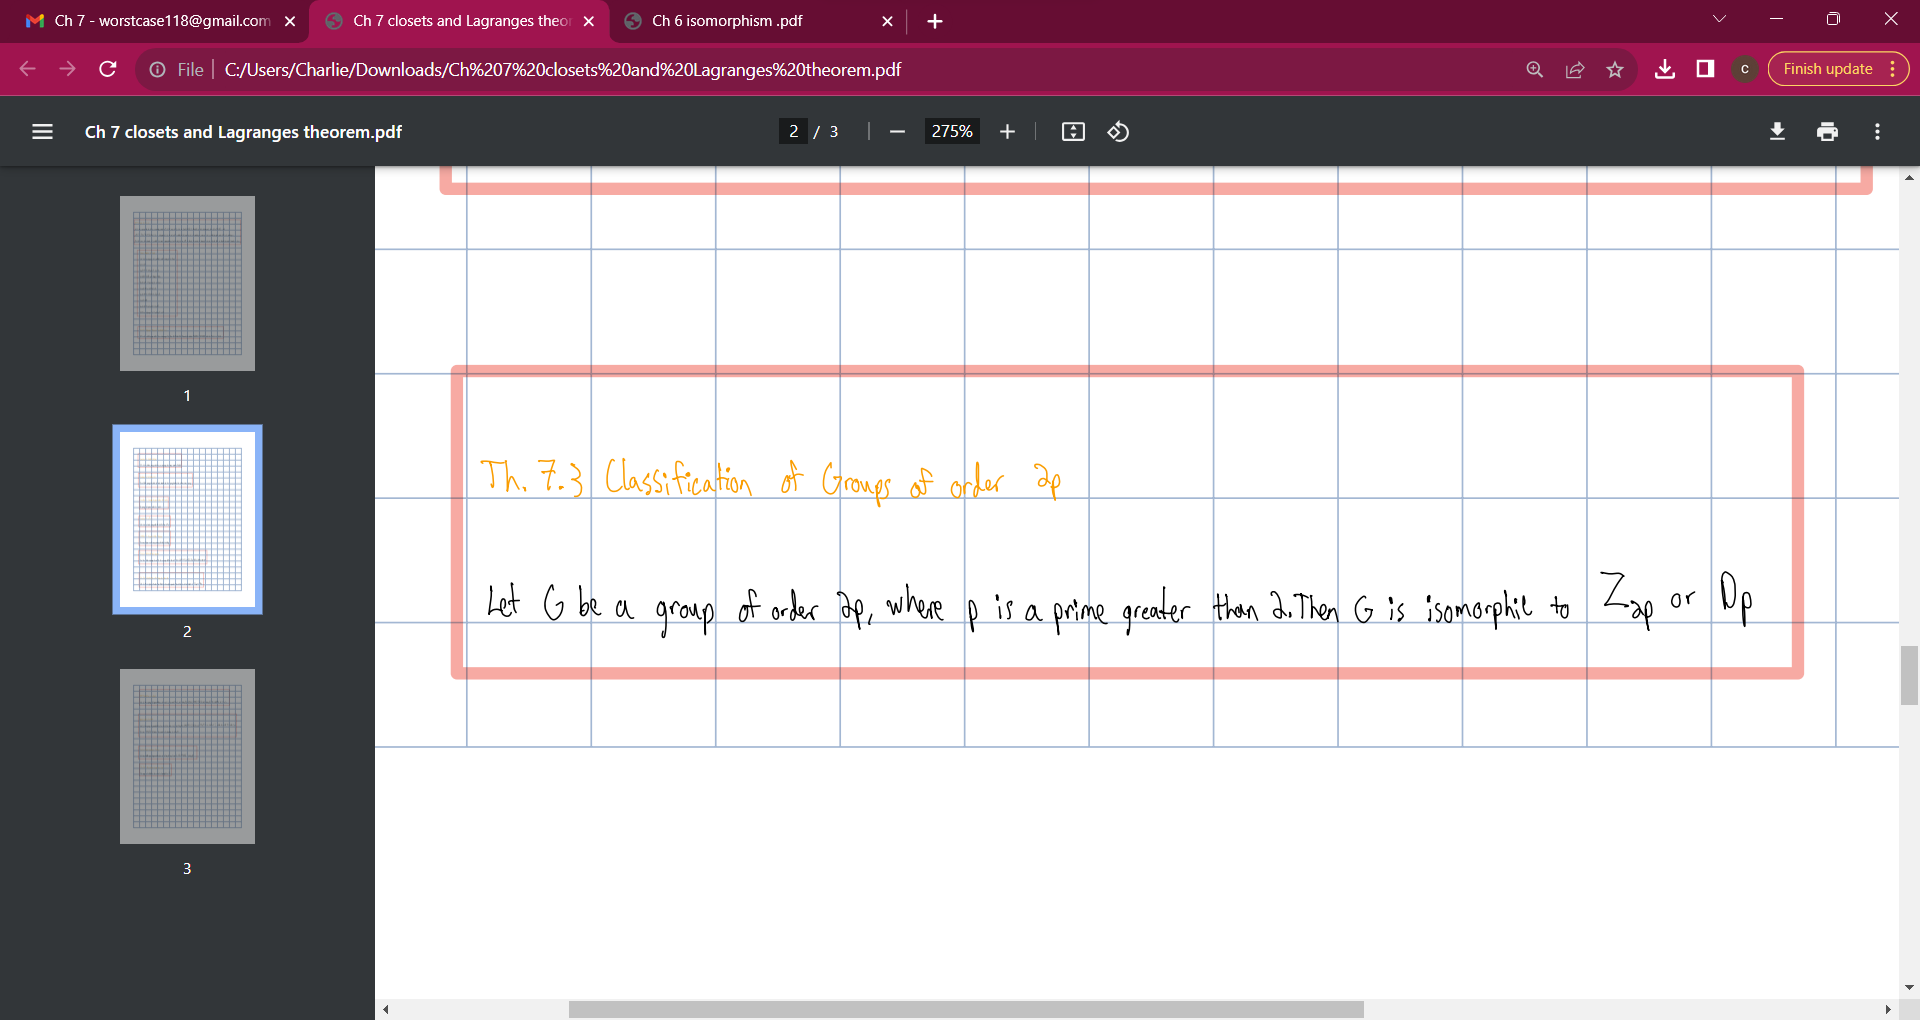 Ch 7 - worstcase118@gmail.com
Ch 7 closets and Lagranges theor
Ch 6 isomorphism .pdf
File
C:/Users/Charlie/Downloads/Ch%207%20closets%20and%20Lagranges%20theorem.pdf
C
Finish update
Ch 7 closets and Lagranges theorem.pdf
2 / 3
275%
1
2
3
Th. 7.3 Classification of Groups of order 2p
Let G be a group of order 2p, where p is a prime greater than 2. Then G is isomorphic to Z2p or Dp